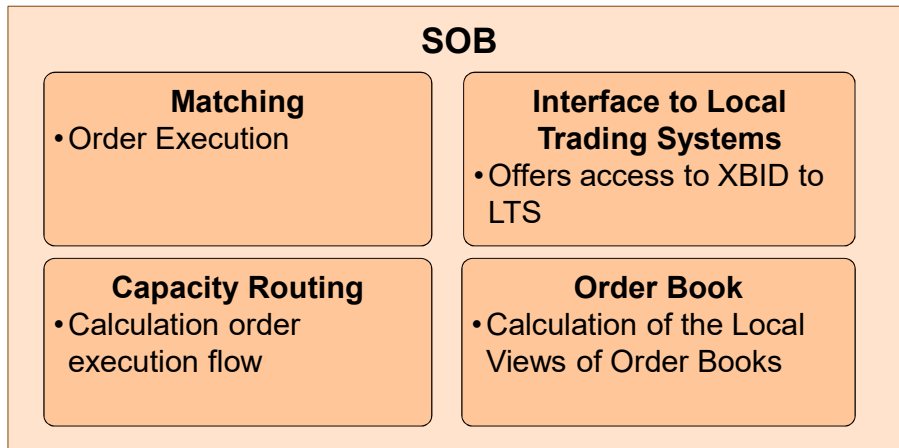 SOB
Matching
•Order Execution
Interface to Local
Trading Systems
•Offers access to XBID to
LTS
Capacity Routing
•Calculation order
execution flow
Order Book
•Calculation of the Local
Views of Order Books